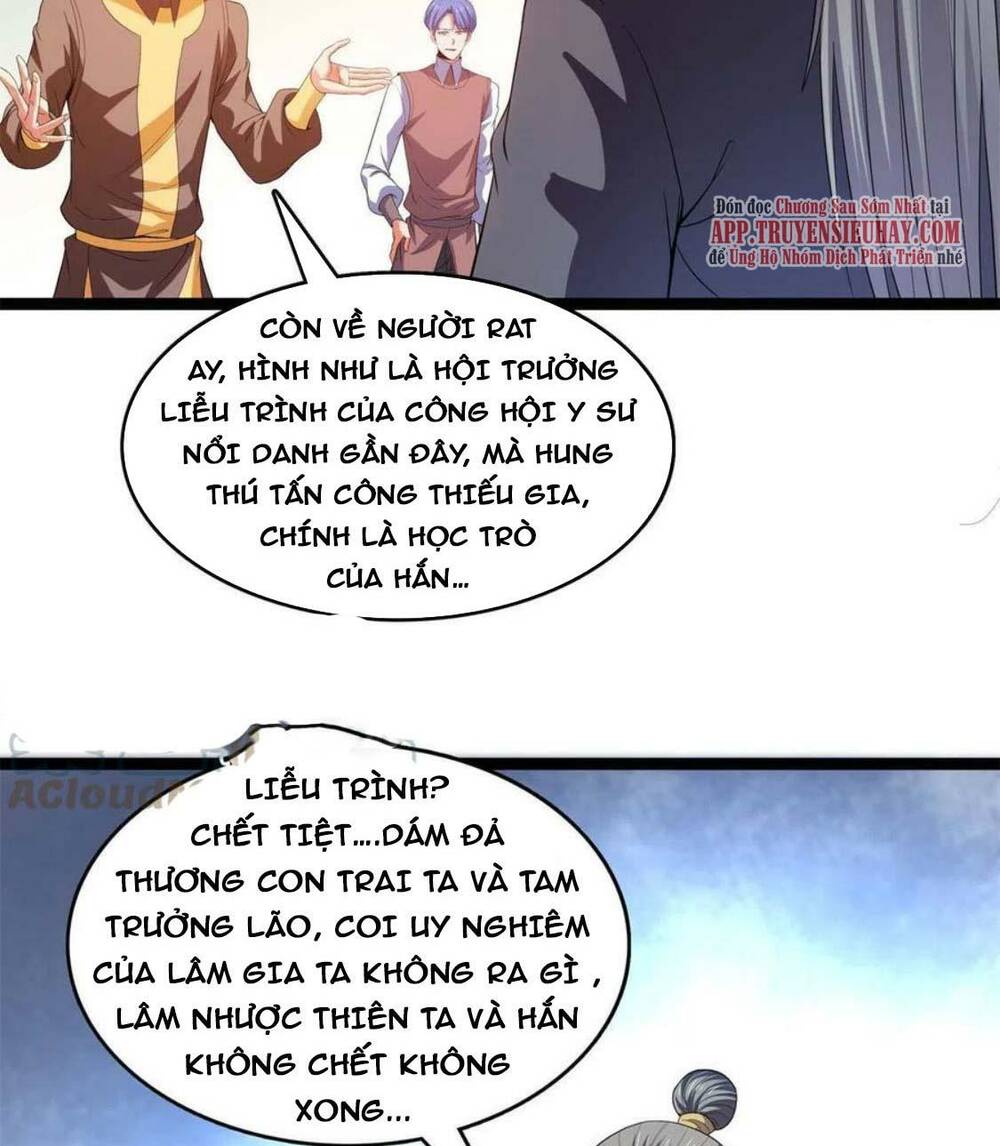 Đón đọc Chương Sau Sớm Nhất tại
APP.TRUYENSIEUHAY.COM
để Ủng Hộ Nhóm Dịch Phát Triển nhé
CÒN VỀ NGƯỜI RAT
AY, HÌNH NHƯ LÀ HỘI TRƯỞNG
LIỄU TRÌNH CỦA CÔNG HỘI Y SƯ
NỔI DANH GẦN ĐÂY, MÀ HUNG
THÚ TẤN CÔNG THIẾU GIA,
CHÍNH LÀ HỌC TRÒ
CỦA HẮN...
ACloud
LIỄU TRÌNH?
CHẾT TIỆT....DÁM ĐẢ
THƯƠNG CON TRAI TA VÀ TAM
TRƯỞNG LÃO, COI UY NGHIÊM
CỦA LÂM GIA TA KHÔNG RA GÌ ,
LÂM NHƯỢC THIÊN TA VÀ HẮN
KHÔNG CHẾT KHÔNG
XONG...